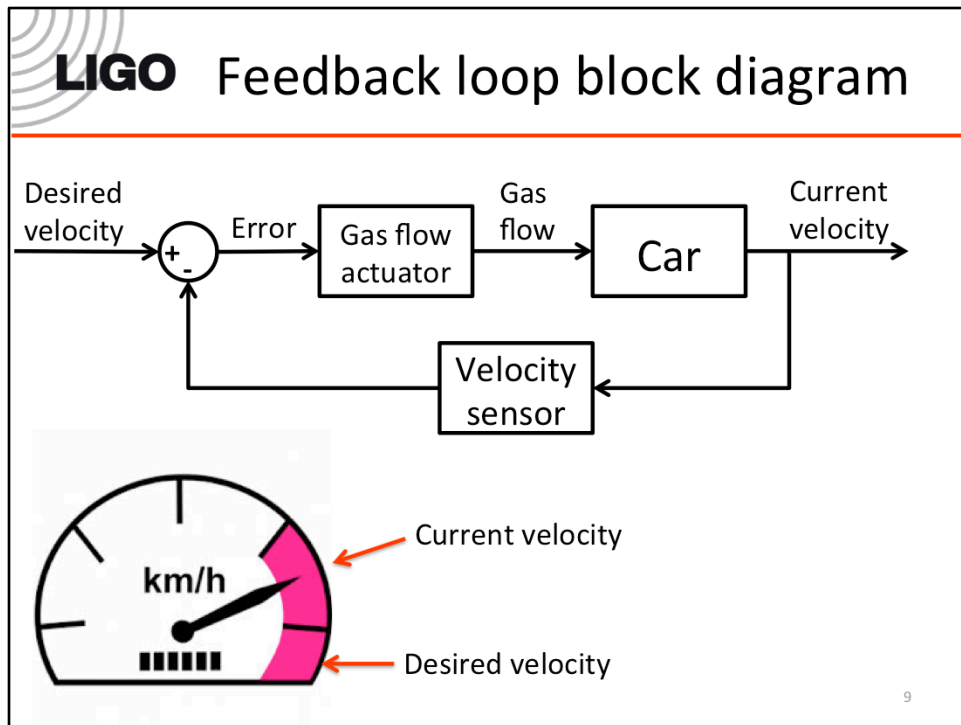 LIGO Feedback loop block diagram
Desired
velocity
+
-
Error
Gas flow
actuator
Gas
flow
Car
Current
velocity
Velocity
sensor
km/h
Current velocity
Desired velocity
9